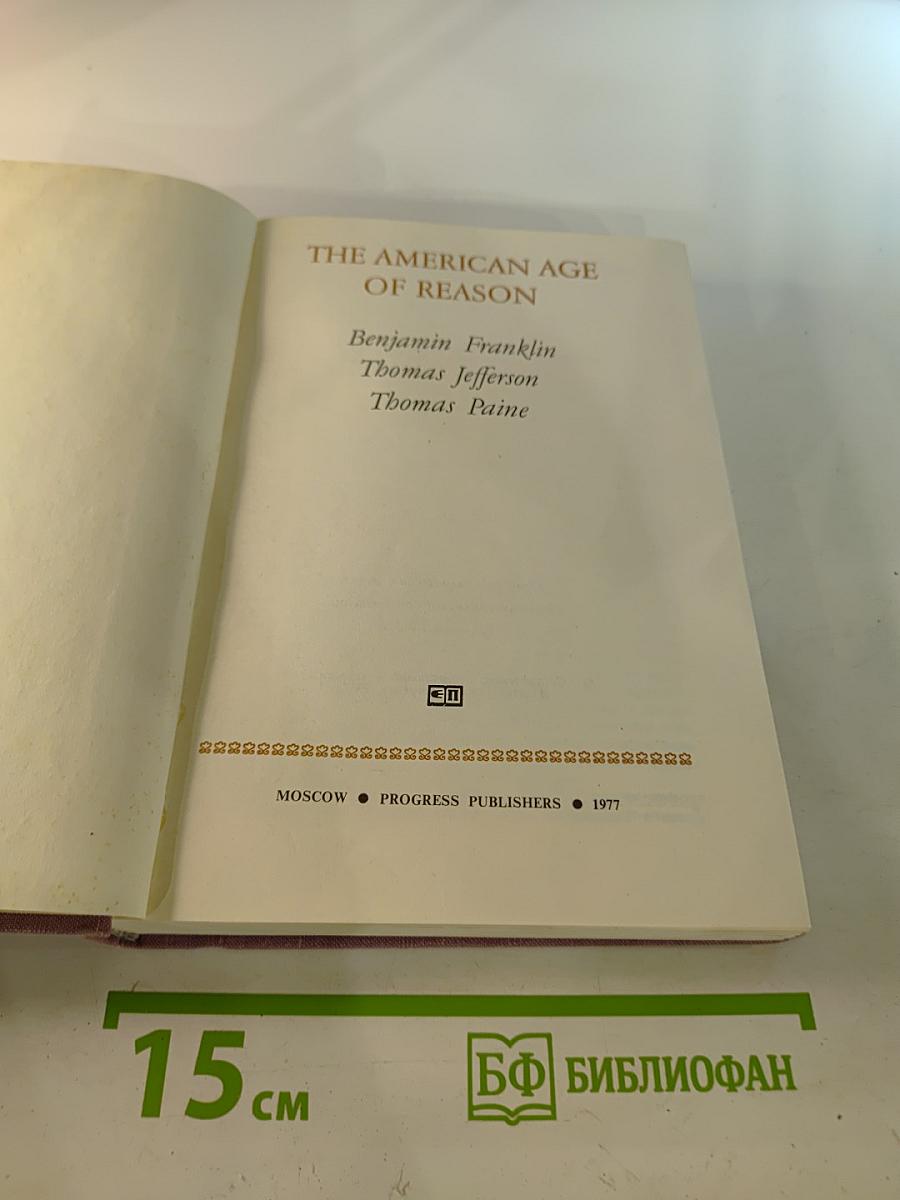 THE AMERICAN AGE
OF REASON
Benjamin Franklin
Thomas Jefferson
Thomas Paine
MOSCOW ● PROGRESS PUBLISHERS ● 1977
15 см
БФ БИБЛИОФАН